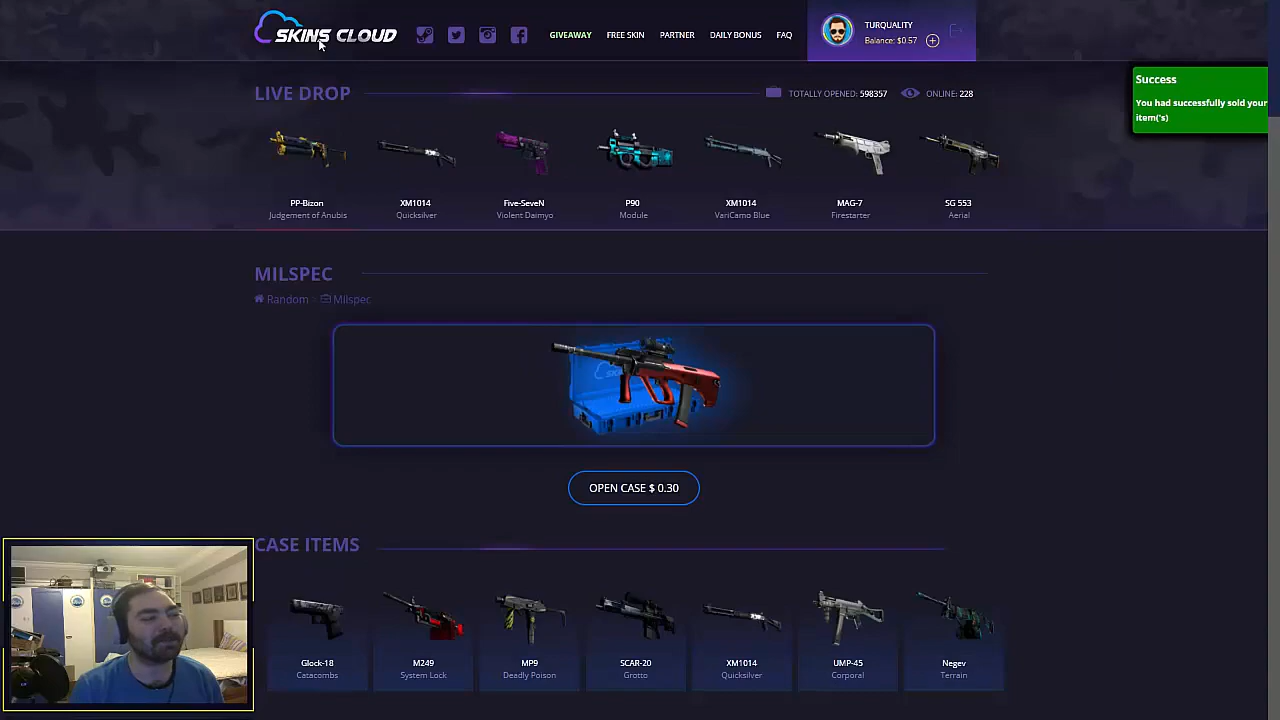 SKINS CLOUD
GIVEAWAY FREE SKIN PARTNER DAILY BONUS FAQ
TURQUALITY
Balance: $0.57
LIVE DROP
TOTALLY OPENED: 598357 ONLINE: 228
Success
You had successfully sold your
item('s)
PP-Bizon XM1014 Five-SeveN P90 XM1014 MAG-7 SG 553
Judgement of Anubis Quicksilver Violent Daimyo Module VariCamo Blue Firestarter Aerial
MILSPEC
Random Milspec
OPEN CASE $ 0.30
CASE ITEMS
Glock-18 M249 MP9 SCAR-20 XM1014 UMP-45 Negev
Catacombs System Lock Deadly Poison Grotto Quicksilver Corporal Terrain